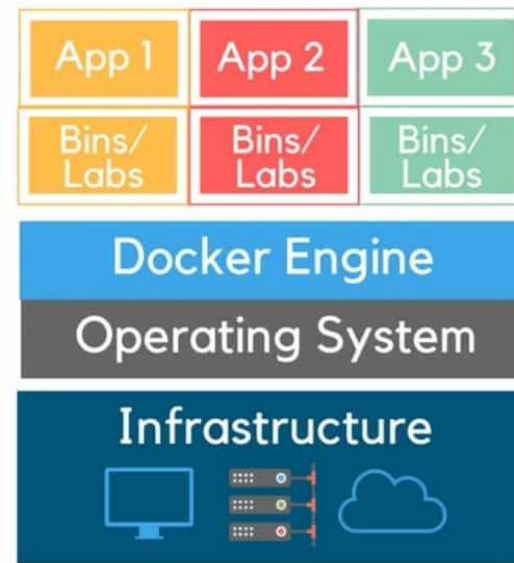 App 1 App 2 App 3
Bins/ Bins/ Bins/
Labs Labs Labs
Docker Engine
Operating System
Infrastructure